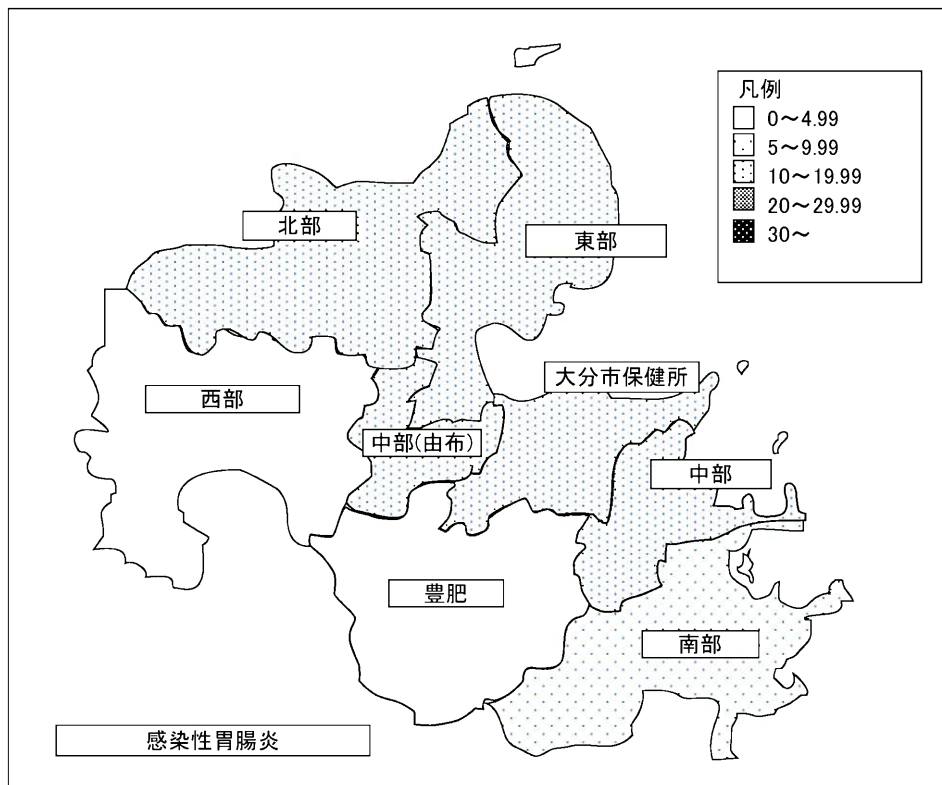 凡例
0～4.99
5～9.99
10～19.99
20～29.99
30～
北部
東部
大分市保健所
西部
中部(由布)
中部
豊肥
南部
感染性胃腸炎